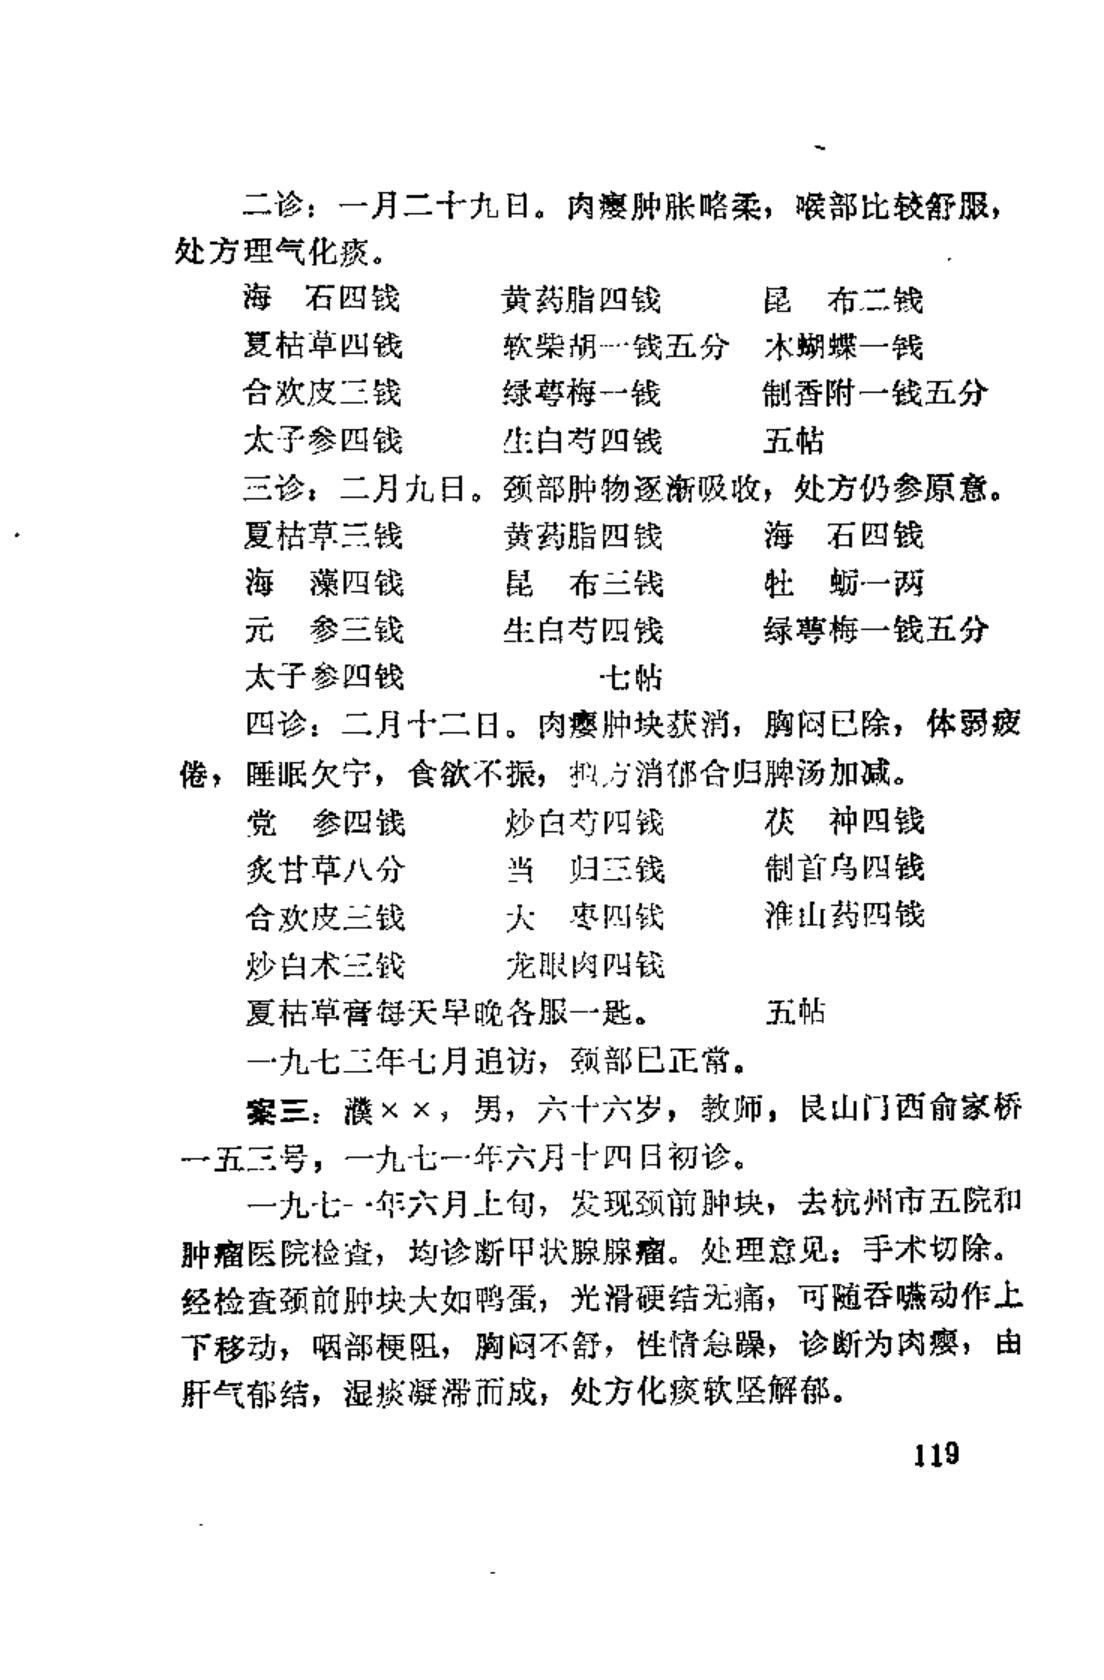 二诊：一月二十九日。肉瘿肿胀略柔，喉部比较舒服，
处方理气化痰。
海　石四钱　黄药脂四钱　昆　布二钱
夏枯草四钱　软柴胡一钱五分　木蝴蝶一钱
合欢皮三钱　绿萼梅一钱　制香附一钱五分
太子参四钱　生白芍四钱　五帖
三诊：二月九日。颈部肿物逐渐吸收，处方仍参原意。
夏枯草三钱　黄药脂四钱　海　石四钱
海　藻四钱　昆　布三钱　牡　蛎一两
元　参三钱　生白芍四钱　绿萼梅一钱五分
太子参四钱　七帖
四诊：二月十二日。肉瘿肿块获消，胸闷已除，体弱疲
倦，睡眠欠宁，食欲不振，拟方消郁合归脾汤加减。
党　参四钱　炒白芍四钱　茯　神四钱
炙甘草八分　当　归三钱　制首乌四钱
合欢皮三钱　大　枣四钱　淮山药四钱
炒白术三钱　龙眼肉四钱
夏枯草膏每天早晚各服一匙。　五帖
一九七三年七月追访，颈部已正常。
案三：濮××，男，六十六岁，教师，艮山门西俞家桥
一五三号，一九七一年六月十四日初诊。
一九七一年六月上旬，发现颈前肿块，去杭州市五院和
肿瘤医院检查，均诊断甲状腺腺瘤。处理意见：手术切除。
经检查颈前肿块大如鸭蛋，光滑硬结无痛，可随吞嚥动作上
下移动，咽部梗阻，胸闷不舒，性情急躁，诊断为肉瘿，由
肝气郁结，湿痰凝滞而成，处方化痰软坚解郁。
119